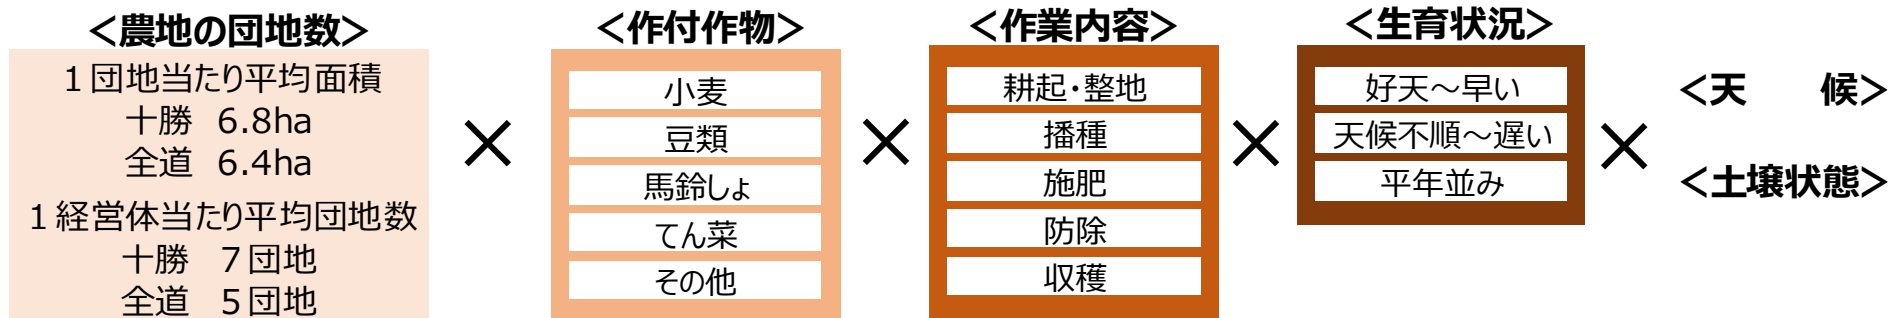 ＜農地の団地数＞
１団地当たり平均面積
十勝　6.8ha
全道　6.4ha
１経営体当たり平均団地数
十勝　７団地
全道　５団地
×
＜作付作物＞
小麦
豆類
馬鈴しょ
てん菜
その他
×
＜作業内容＞
耕起・整地
播種
施肥
防除
収穫
×
＜生育状況＞
好天～早い
天候不順～遅い
平年並み
×
＜天　　候＞
＜土壌状態＞